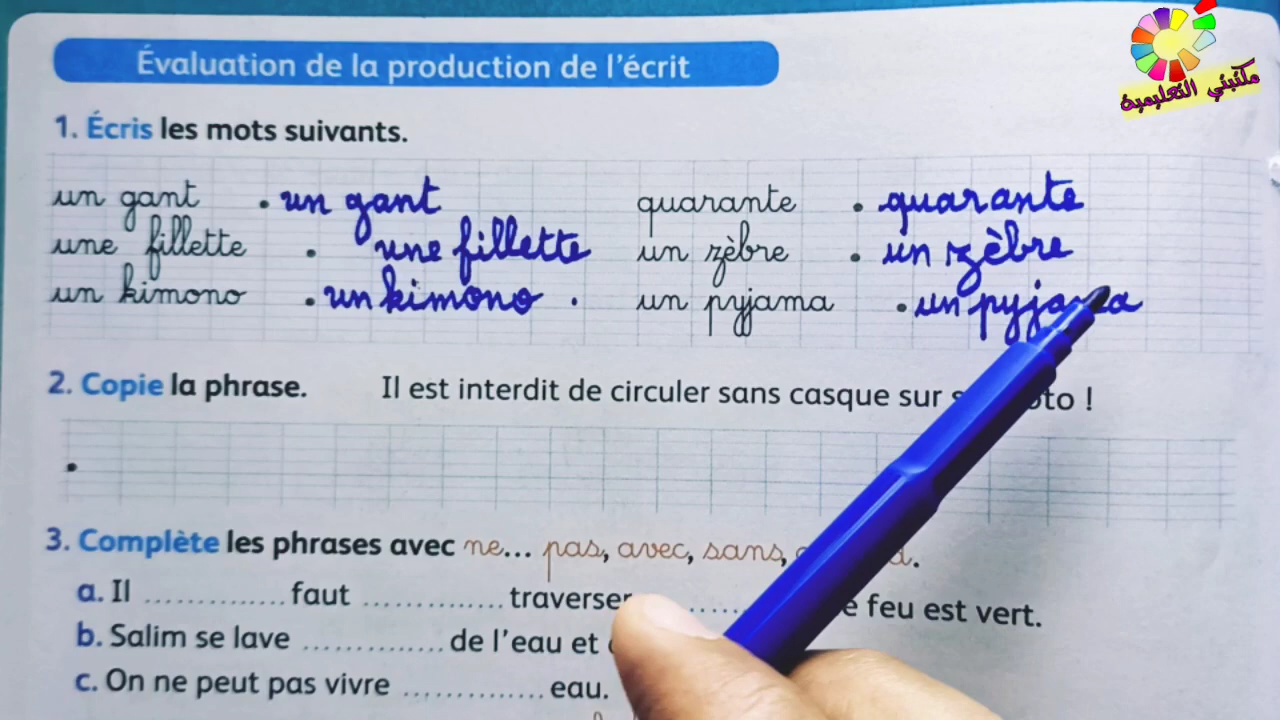 Évaluation de la production de l'écrit
مكتبتي التعليمية
1. Écris les mots suivants.
un gant . un gant quarante . quarante
une fillette . une fillette un zèbre . un zèbre
un kimono . un kimono . un pyjama . un pyjama
2. Copie la phrase. Il est interdit de circuler sans casque sur !
.
3. Complète les phrases avec ne... pas, avec, sans,
a. Il .............. faut .............. traverser feu est vert.
b. Salim se lave .............. de l'eau et
c. On ne peut pas vivre .............. eau.